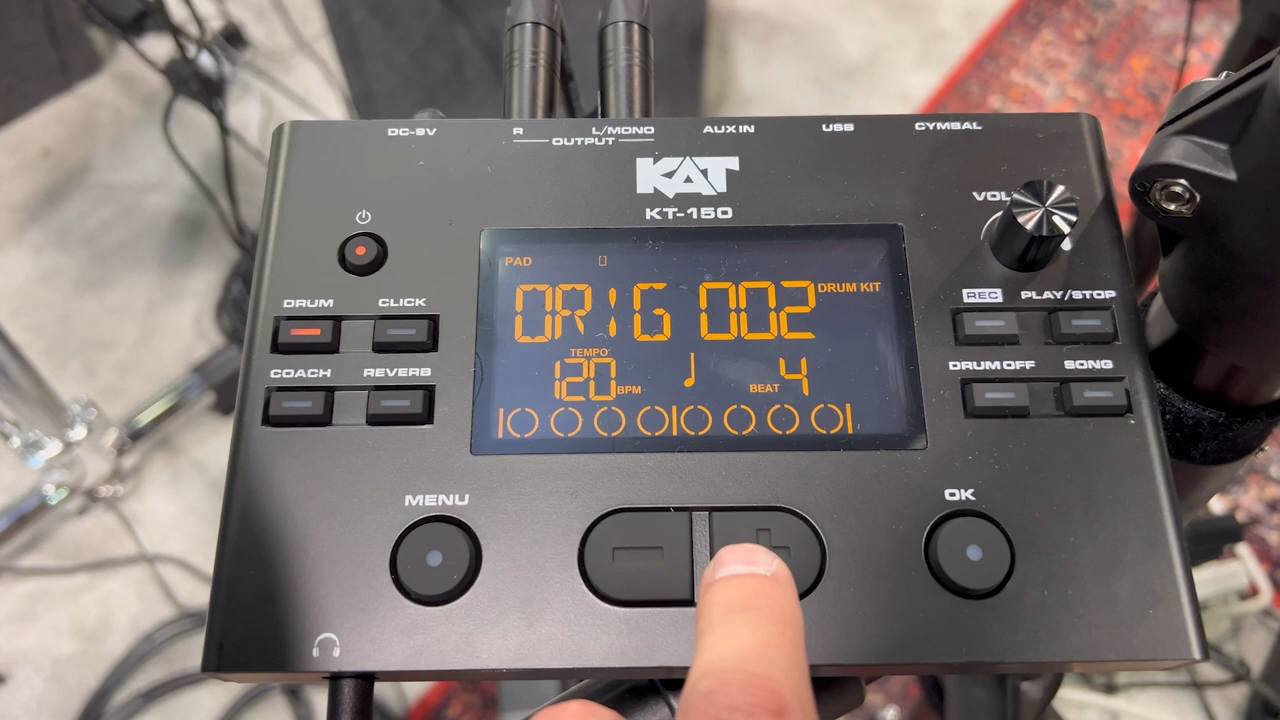 DC-9V R L/MONO AUX IN USB CYMBAL
OUTPUT
KAT
KT-150
VOL
PAD
ORIG 002 DRUM KIT
TEMPO
120 BPM BEAT 4
DRUM CLICK
COACH REVERB
REC PLAY/STOP
DRUM OFF SONG
MENU
- +
OK